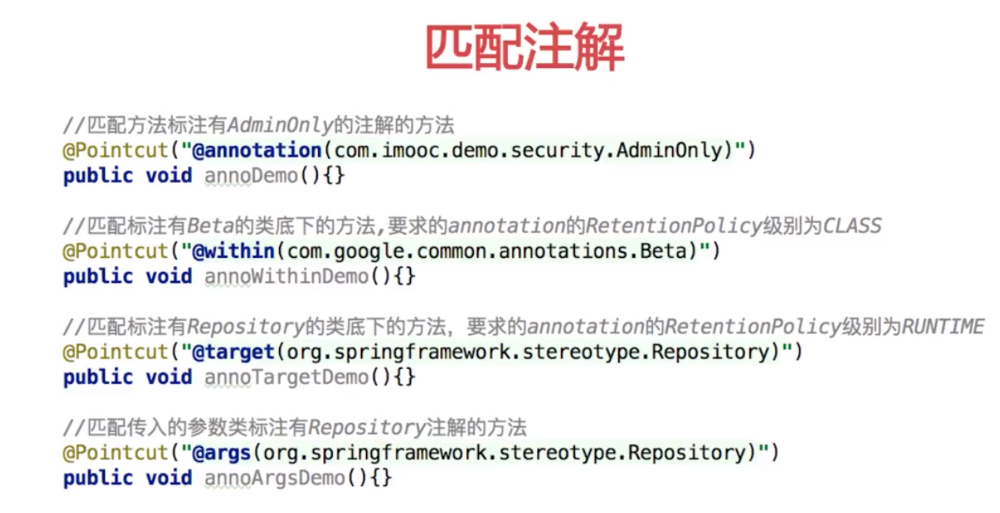 匹配注解
//匹配方法标注有AdminOnly的注解的方法
@Pointcut("@annotation(com.imooc.demo.security.AdminOnly)")
public void annoDemo(){}
//匹配标注有Beta的类底下的方法,要求的annotation的RetentionPolicy级别为CLASS
@Pointcut("@within(com.google.common.annotations.Beta)")
public void annoWithinDemo(){}
//匹配标注有Repository的类底下的方法，要求的annotation的RetentionPolicy级别为RUNTIME
@Pointcut("@target(org.springframework.stereotype.Repository)")
public void annoTargetDemo(){}
//匹配传入的参数类标注有Repository注解的方法
@Pointcut("@args(org.springframework.stereotype.Repository)")
public void annoArgsDemo(){}